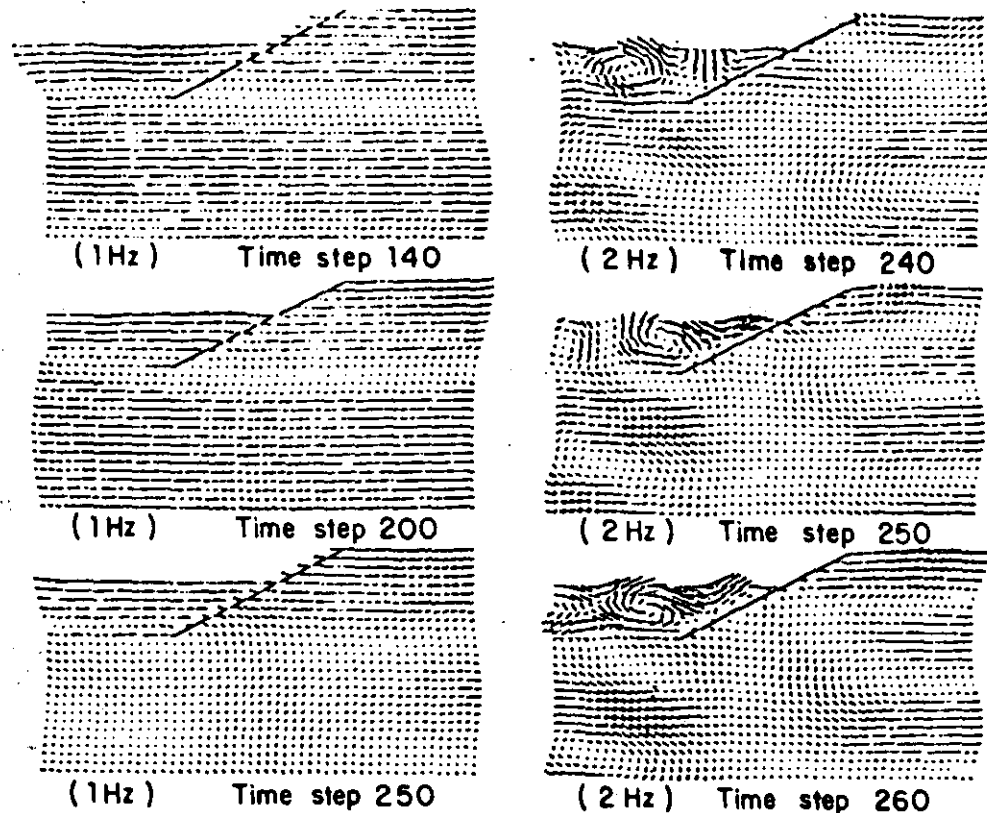 (1Hz) Time step 140
(2Hz) Time step 240
(1Hz) Time step 200
(2Hz) Time step 250
(1Hz) Time step 250
(2Hz) Time step 260